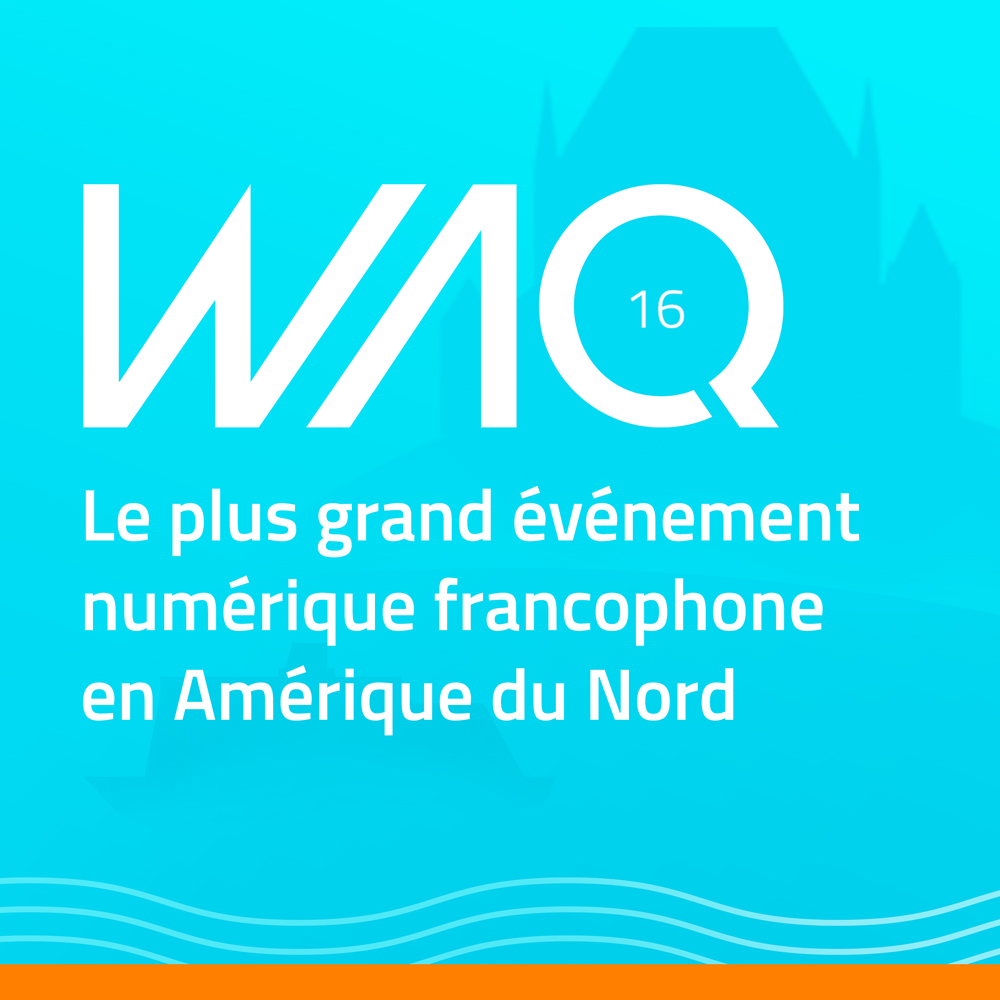 WAQ
16
Le plus grand événement
numérique francophone
en Amérique du Nord